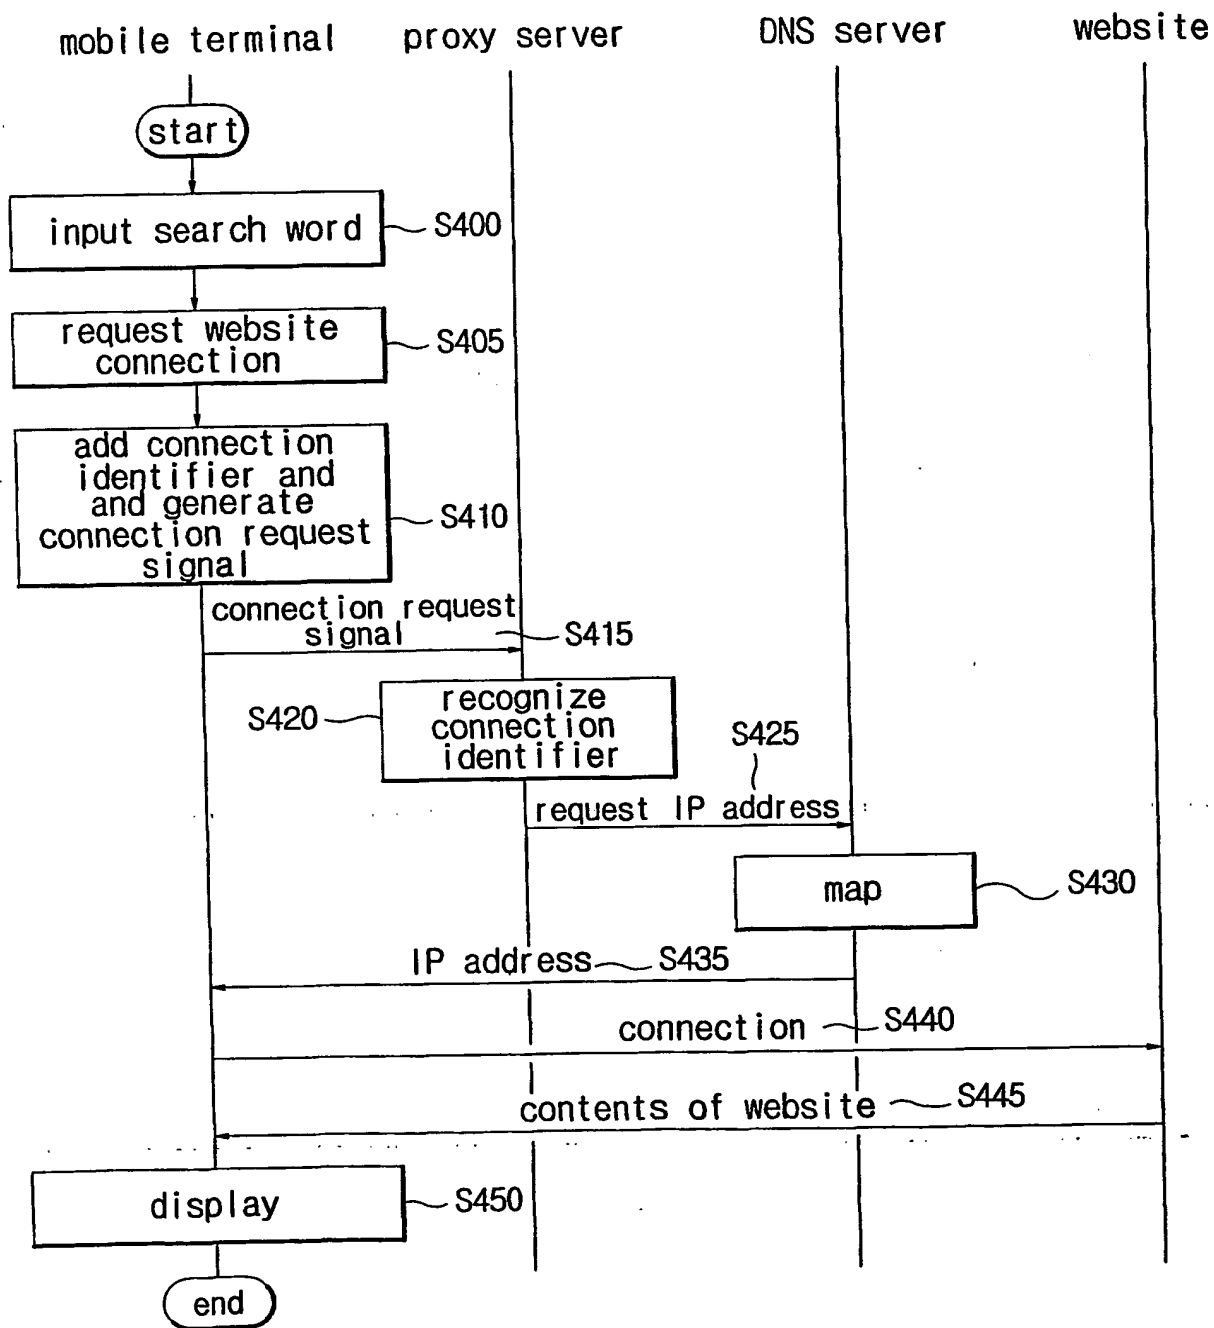 mobile terminal
proxy server
DNS server
website
start
input search word
S400
request website
connection
S405
add connection
identifier and
and generate
connection request
signal
S410
connection request
signal
S415
recognize
connection
identifier
S420
S425
request IP address
map
S430
IP address
S435
connection
S440
contents of website
S445
display
S450
end